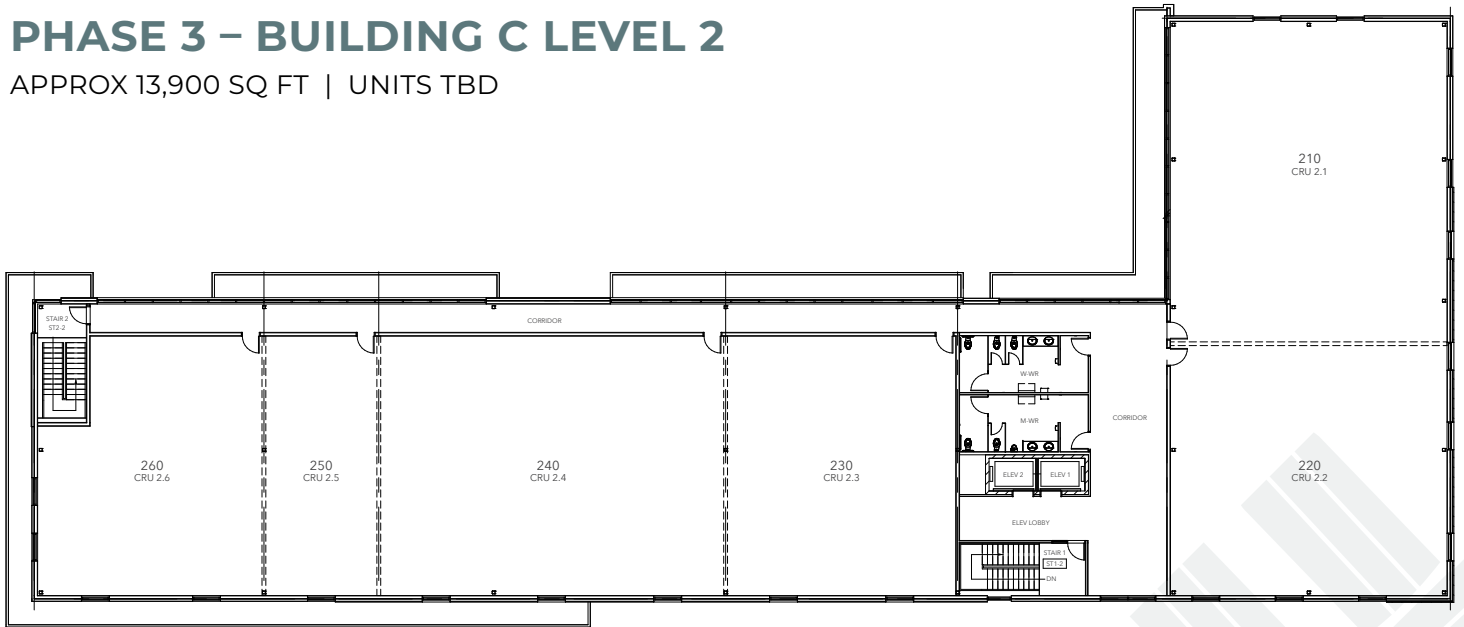 PHASE 3 – BUILDING C LEVEL 2
APPROX 13,900 SQ FT | UNITS TBD
210
CRU 2.1
STAIR 2
ST2-2
CORRIDOR
W-WR
M-WR
CORRIDOR
260
CRU 2.6
250
CRU 2.5
240
CRU 2.4
230
CRU 2.3
ELEV 2
ELEV 1
220
CRU 2.2
ELEV LOBBY
STAIR 1
ST1-2
DN